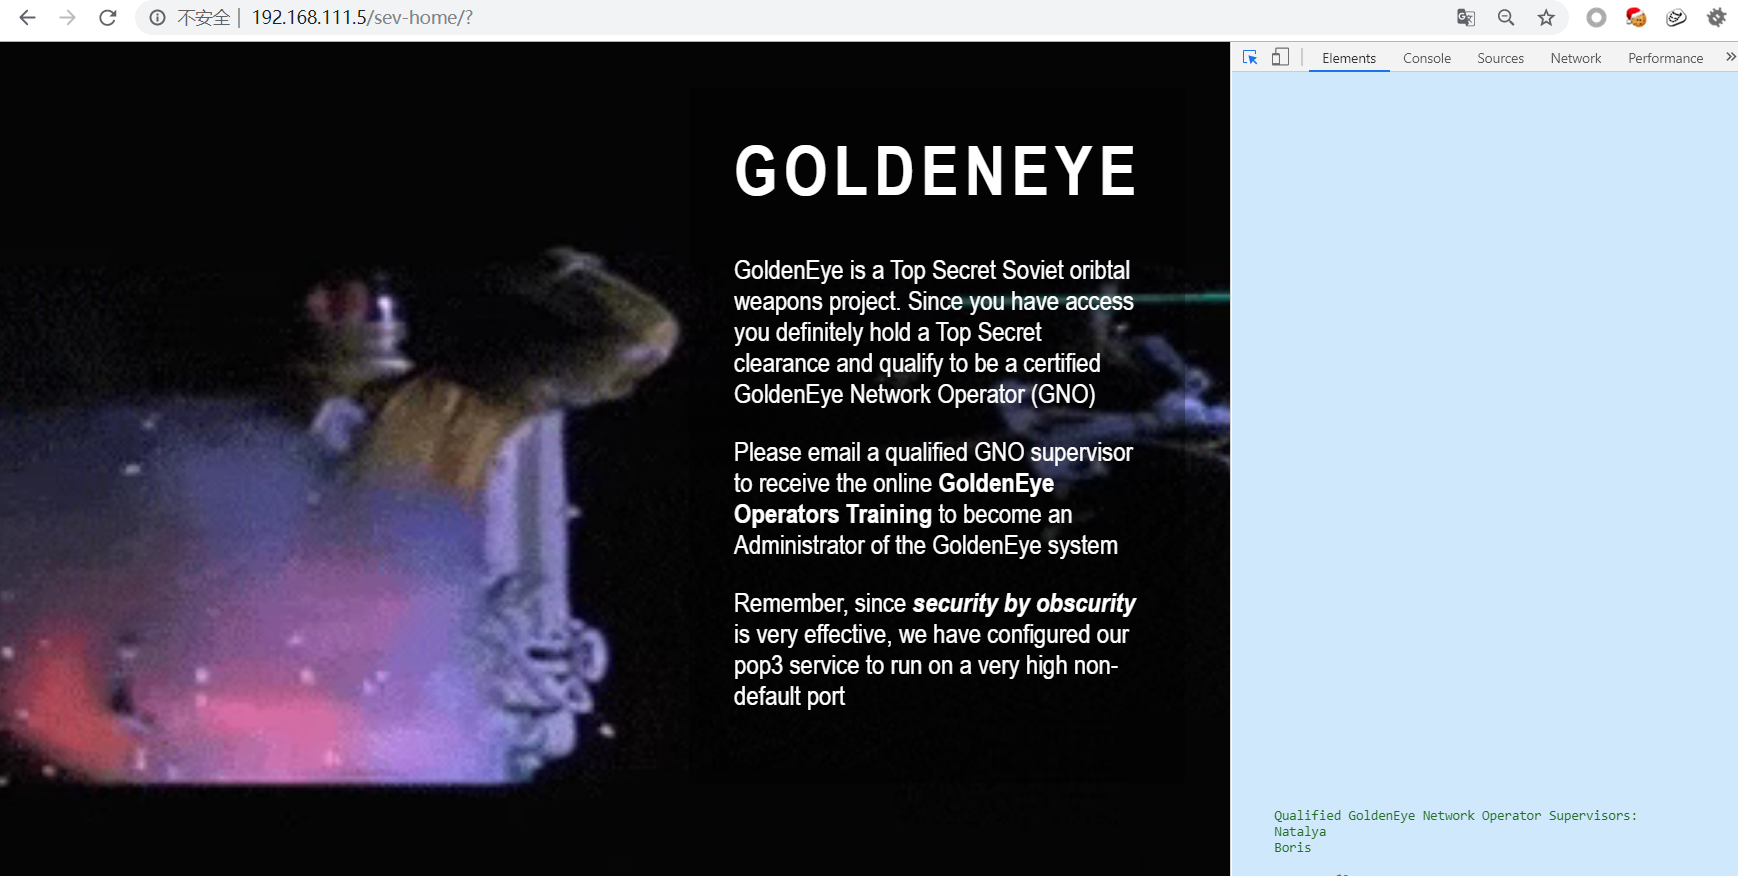 不安全 | 192.168.111.5/sev-home/?
Elements Console Sources Network Performance »
GOLDENEYE
GoldenEye is a Top Secret Soviet oribtal
weapons project. Since you have access
you definitely hold a Top Secret
clearance and qualify to be a certified
GoldenEye Network Operator (GNO)
Please email a qualified GNO supervisor
to receive the online GoldenEye
Operators Training to become an
Administrator of the GoldenEye system
Remember, since security by obscurity
is very effective, we have configured our
pop3 service to run on a very high non-
default port
Qualified GoldenEye Network Operator Supervisors:
Natalya
Boris